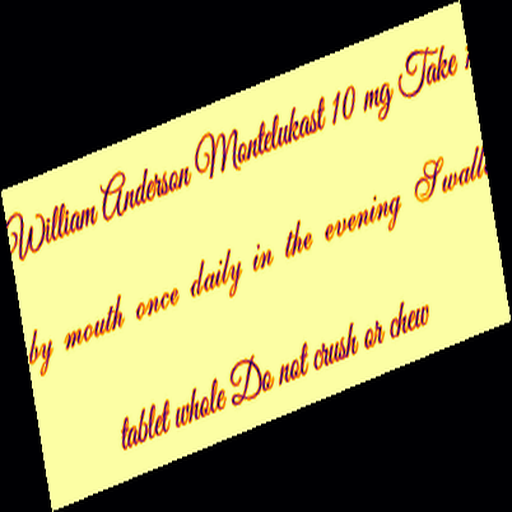 William Anderson Montelukast 10 mg Take
by mouth once daily in the evening
tablet whole Do not crush or chew